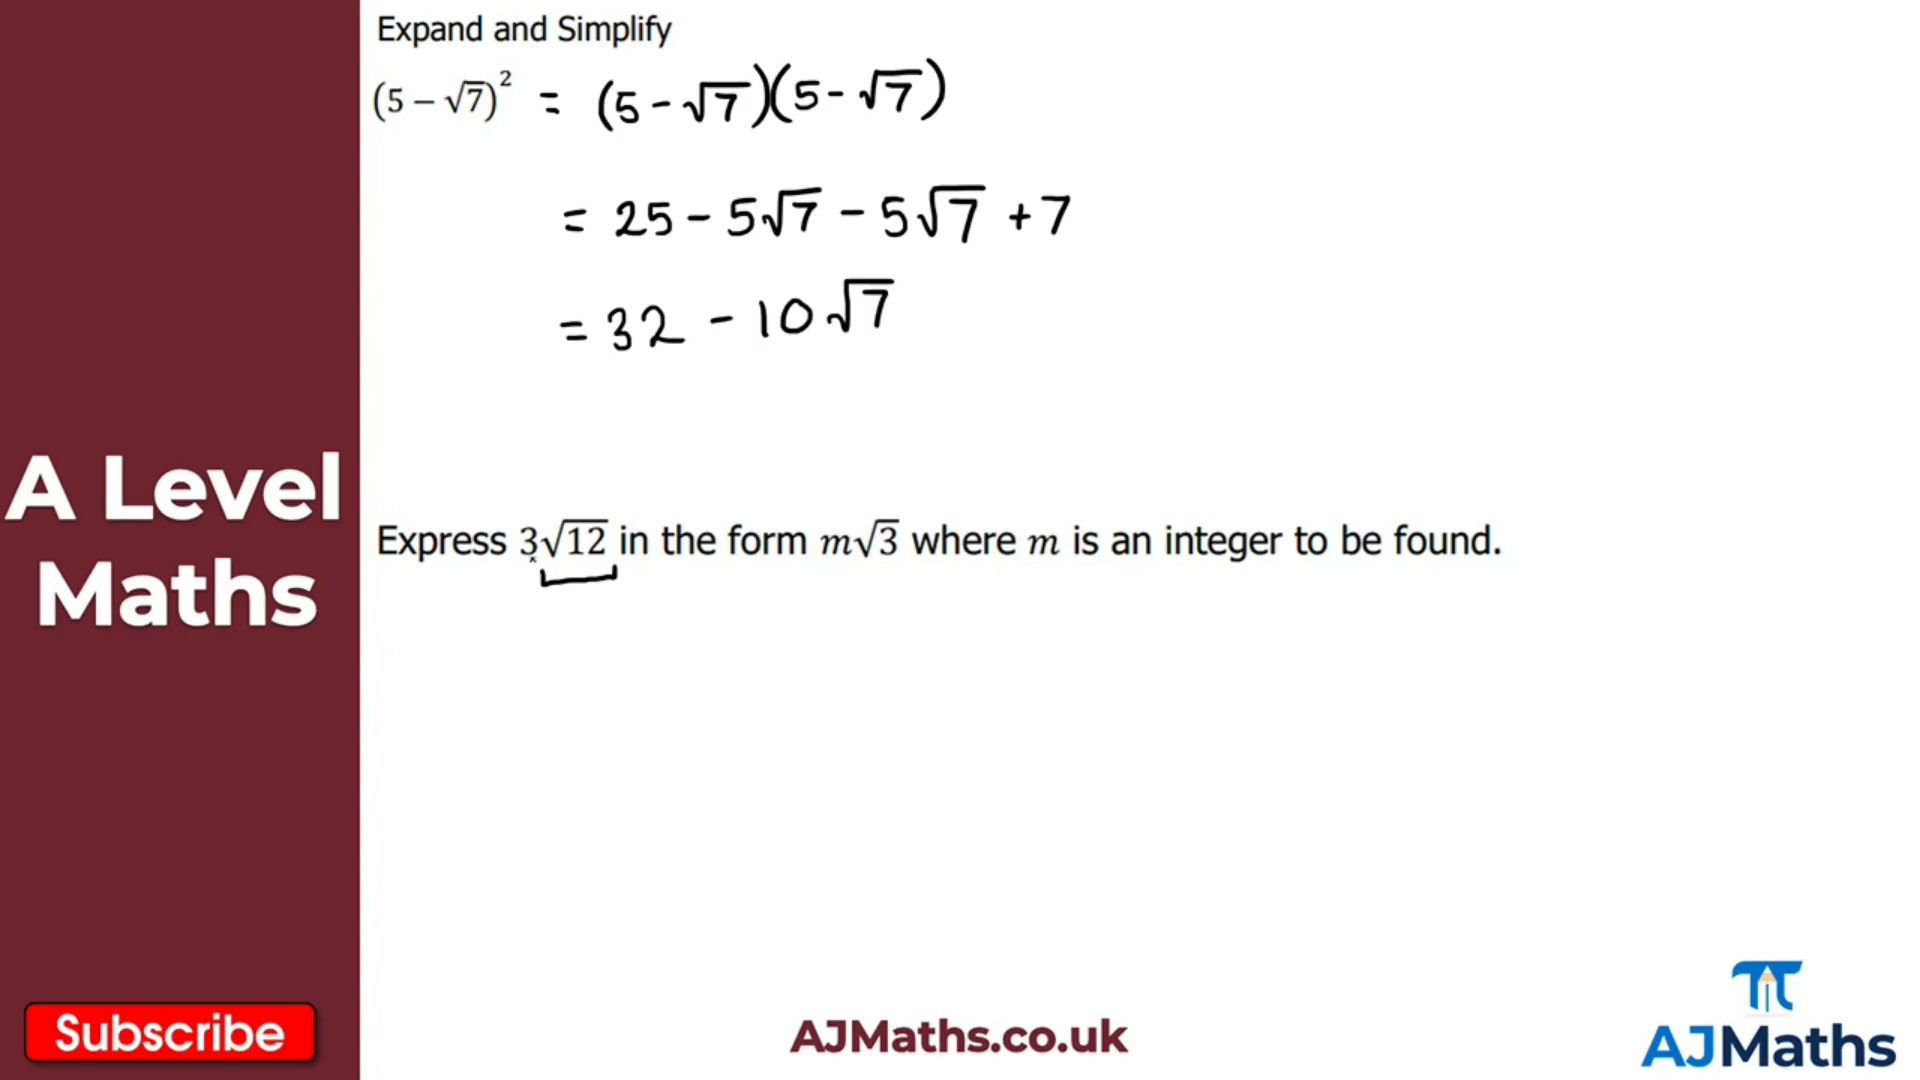 Expand and Simplify
(5 − √7)² = (5 - √7)(5 - √7)
= 25 - 5√7 - 5√7 + 7
= 32 - 10√7
A Level
Maths
Express 3√12 in the form m√3 where m is an integer to be found.
Subscribe
AJMaths.co.uk
AJMaths